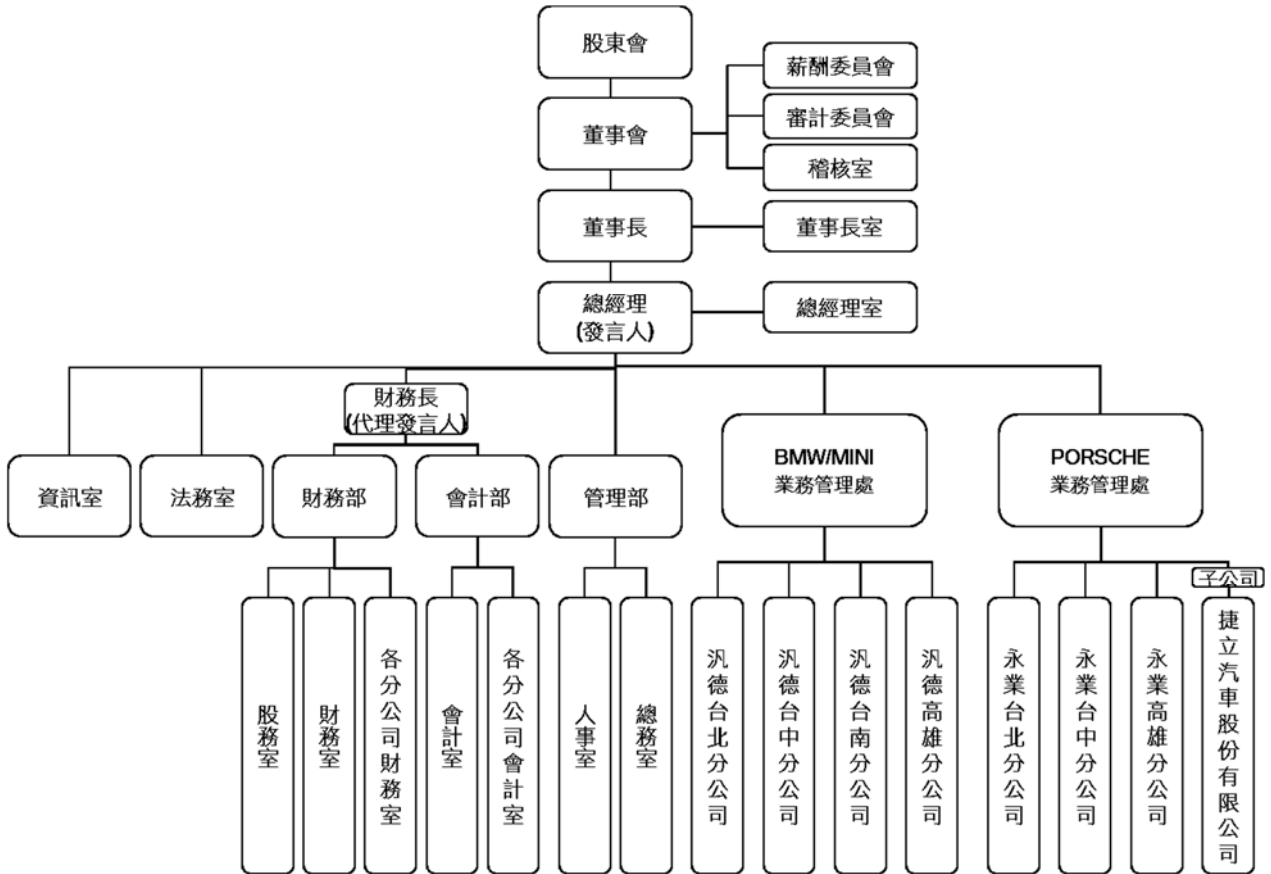 股東會
薪酬委員會
審計委員會
董事會
稽核室
董事長
董事長室
總經理
(發言人)
總經理室
財務長
(代理發言人)
資訊室
法務室
財務部
會計部
管理部
BMW/MINI
業務管理處
PORSCHE
業務管理處
子公司
股務室
財務室
各分公司財務室
會計室
各分公司會計室
人事室
總務室
汎德台北分公司
汎德台中分公司
汎德台南分公司
汎德高雄分公司
永業台北分公司
永業台中分公司
永業高雄分公司
捷立汽車股份有限公司